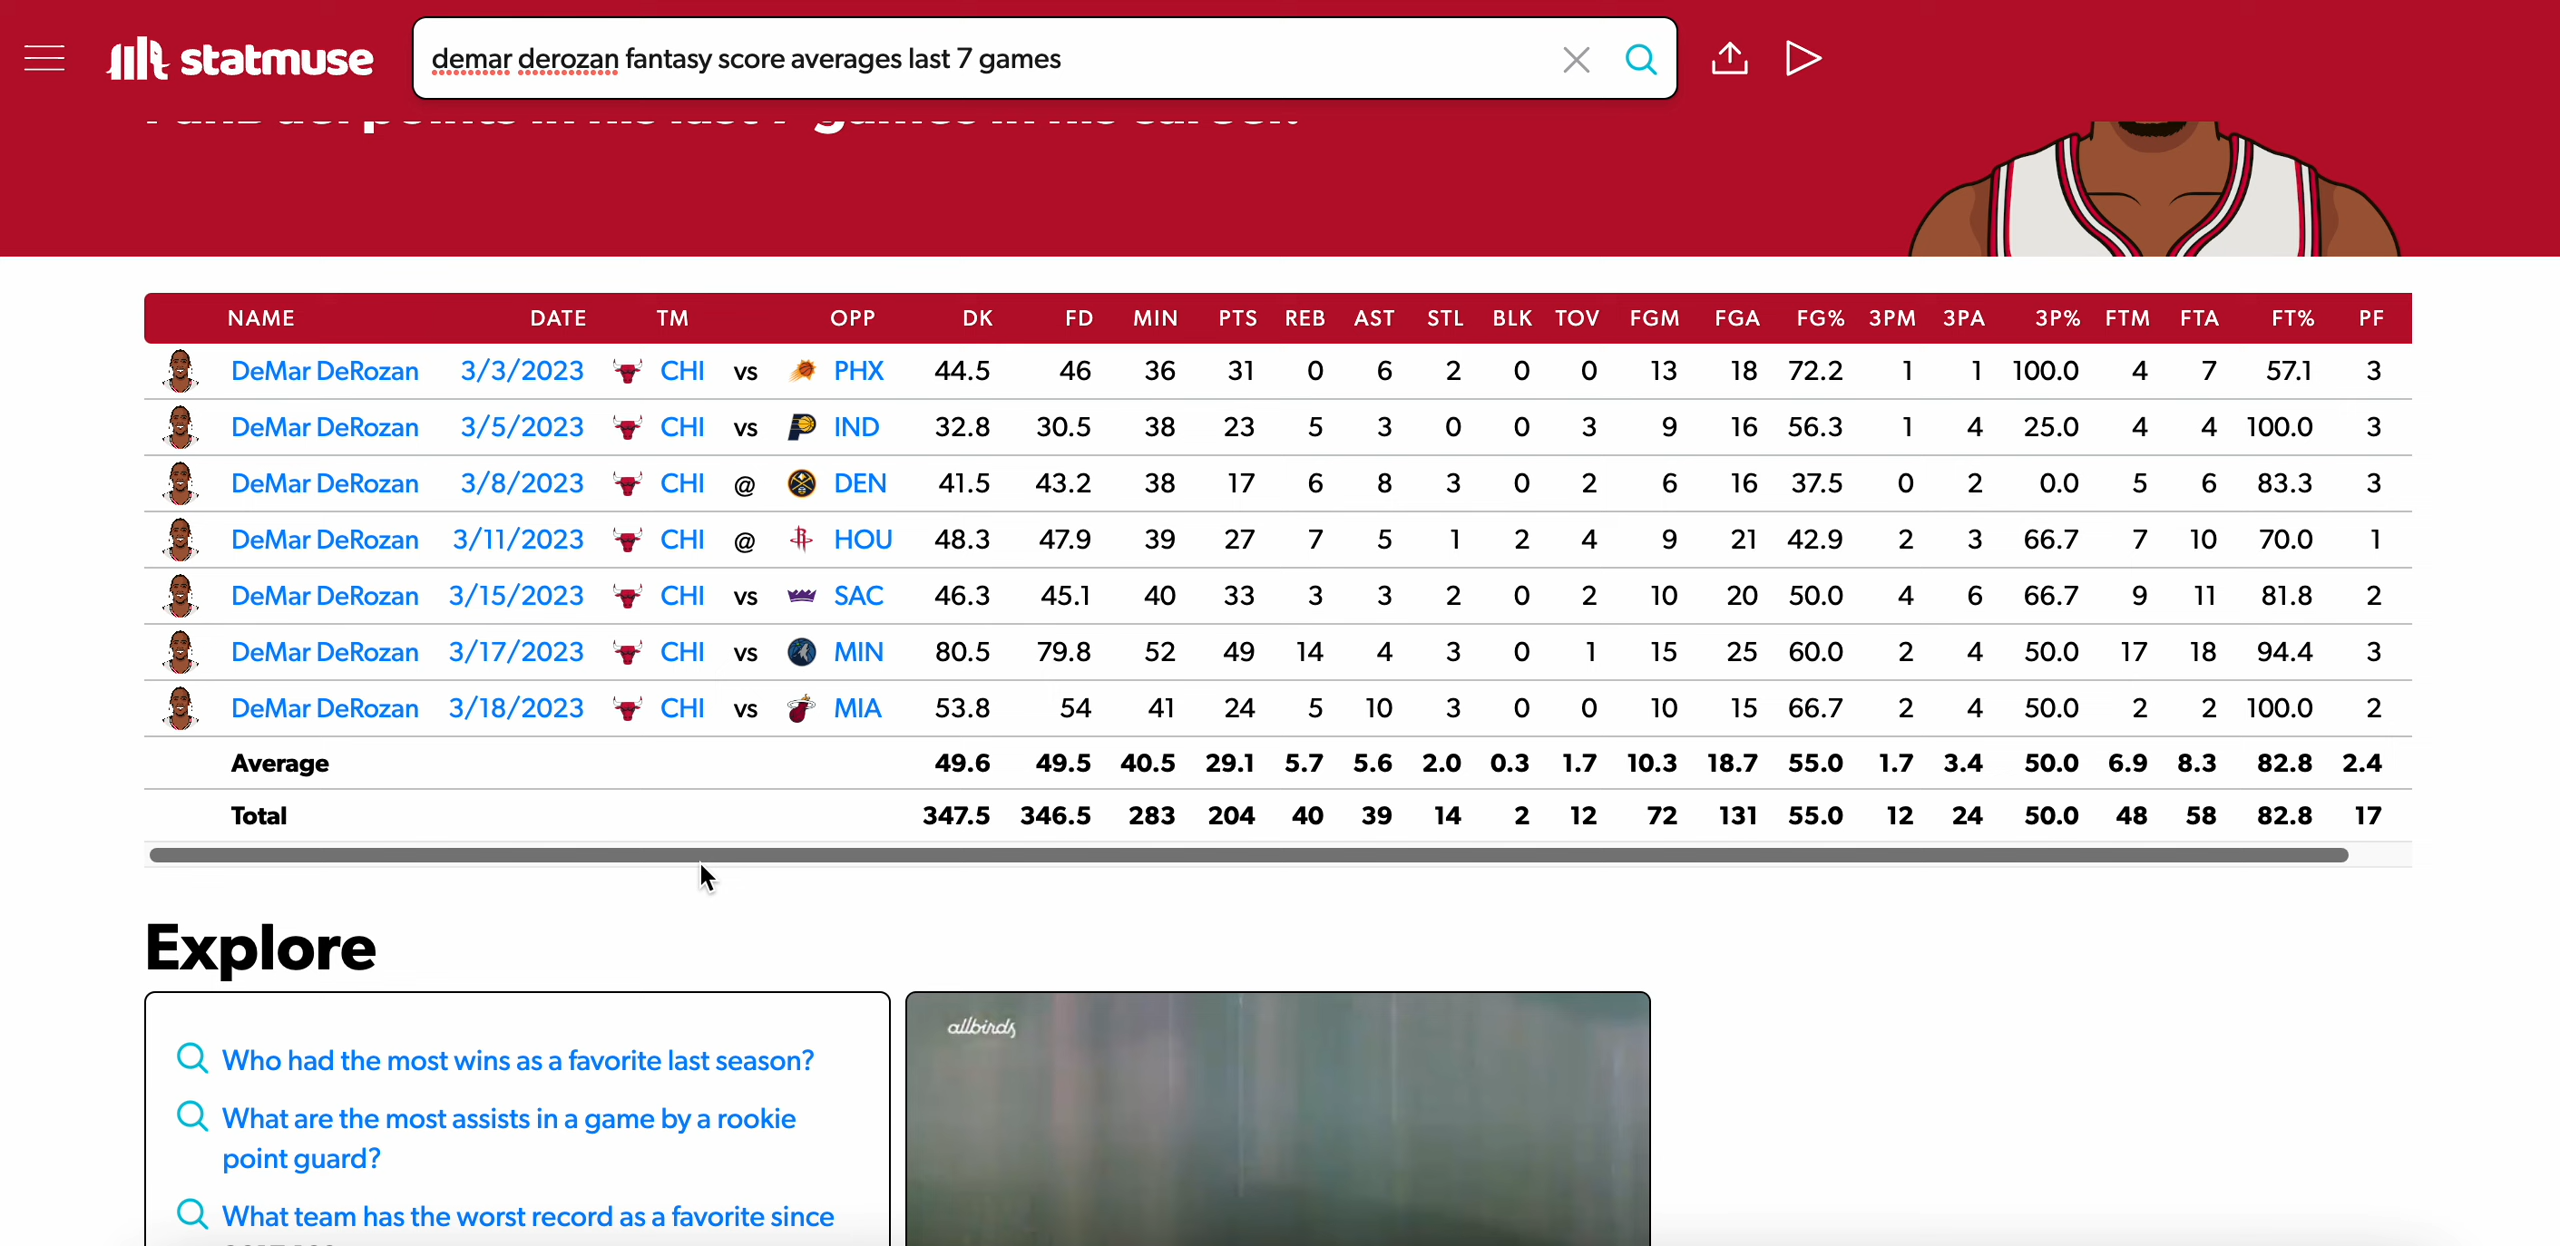 statmuse
demar derozan fantasy score averages last 7 games
FanDuel points in his last 7 games in his career.
NAME DATE TM OPP DK FD MIN PTS REB AST STL BLK TOV FGM FGA FG% 3PM 3PA 3P% FTM FTA FT% PF
DeMar DeRozan 3/3/2023 CHI vs PHX 44.5 46 36 31 0 6 2 0 0 13 18 72.2 1 1 100.0 4 7 57.1 3
DeMar DeRozan 3/5/2023 CHI vs IND 32.8 30.5 38 23 5 3 0 0 3 9 16 56.3 1 4 25.0 4 4 100.0 3
DeMar DeRozan 3/8/2023 CHI @ DEN 41.5 43.2 38 17 6 8 3 0 2 6 16 37.5 0 2 0.0 5 6 83.3 3
DeMar DeRozan 3/11/2023 CHI @ HOU 48.3 47.9 39 27 7 5 1 2 4 9 21 42.9 2 3 66.7 7 10 70.0 1
DeMar DeRozan 3/15/2023 CHI vs SAC 46.3 45.1 40 33 3 3 2 0 2 10 20 50.0 4 6 66.7 9 11 81.8 2
DeMar DeRozan 3/17/2023 CHI vs MIN 80.5 79.8 52 49 14 4 3 0 1 15 25 60.0 2 4 50.0 17 18 94.4 3
DeMar DeRozan 3/18/2023 CHI vs MIA 53.8 54 41 24 5 10 3 0 0 10 15 66.7 2 4 50.0 2 2 100.0 2
Average 49.6 49.5 40.5 29.1 5.7 5.6 2.0 0.3 1.7 10.3 18.7 55.0 1.7 3.4 50.0 6.9 8.3 82.8 2.4
Total 347.5 346.5 283 204 40 39 14 2 12 72 131 55.0 12 24 50.0 48 58 82.8 17
Explore
Who had the most wins as a favorite last season?
What are the most assists in a game by a rookie
point guard?
What team has the worst record as a favorite since
allbirds